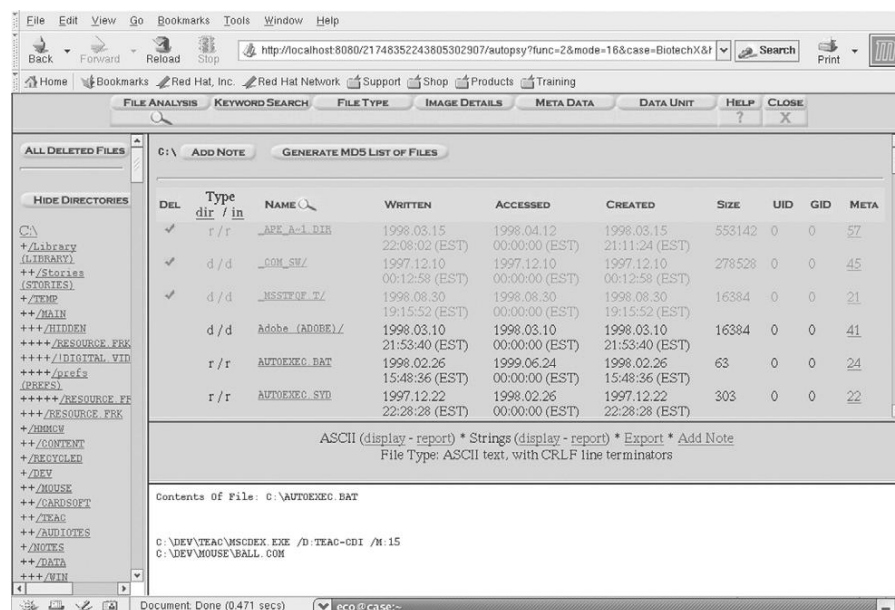 File Edit View Go Bookmarks Tools Window Help
Back Forward Reload Stop http://localhost:8080/21748352243805302907/autopsy?func=2&mode=16&case=BiotechX&h Search Print
Home Bookmarks Red Hat, Inc. Red Hat Network Support Shop Products Training
FILE ANALYSIS KEYWORD SEARCH FILE TYPE IMAGE DETAILS META DATA DATA UNIT HELP CLOSE
? X
ALL DELETED FILES
HIDE DIRECTORIES
C:\
+/Library
(LIBRARY)
++/Stories
(STORIES)
+/TEMP
++/MAIN
+++/HIDDEN
++++/RESOURCE.FRK
++++/!DIGITAL VID
++++/prefs
(PREFS)
+++++/RESOURCE.FR
+++/RESOURCE.FRK
+/HMMCW
++/CONTENT
+/RECYCLED
+/DEV
++/MOUSE
++/CARDSOFT
++/TEAC
++/AUDIOTES
+/NOTES
++/DATA
+++/WIN
C:\ ADD NOTE GENERATE MD5 LIST OF FILES
DEL Type dir / in NAME WRITTEN ACCESSED CREATED SIZE UID GID META
r / r _APE_A~1.DIR 1998.03.15 22:08:02 (EST) 1998.04.12 00:00:00 (EST) 1998.03.15 21:11:24 (EST) 553142 0 0 57
d / d _COM_SW/ 1997.12.10 00:12:58 (EST) 1997.12.10 00:00:00 (EST) 1997.12.10 00:12:58 (EST) 278528 0 0 45
d / d _MSSTFQF.T/ 1998.08.30 19:15:52 (EST) 1998.08.30 00:00:00 (EST) 1998.08.30 19:15:52 (EST) 16384 0 0 21
d / d Adobe (ADOBE)/ 1998.03.10 21:53:40 (EST) 1998.03.10 00:00:00 (EST) 1998.03.10 21:53:40 (EST) 16384 0 0 41
r / r AUTOEXEC.BAT 1998.02.26 15:48:36 (EST) 1999.06.24 00:00:00 (EST) 1998.02.26 15:48:36 (EST) 63 0 0 24
r / r AUTOEXEC.SYD 1997.12.22 22:28:28 (EST) 1998.02.26 00:00:00 (EST) 1997.12.22 22:28:28 (EST) 303 0 0 22
ASCII (display - report) * Strings (display - report) * Export * Add Note
File Type: ASCII text, with CRLF line terminators
Contents Of File: C:\AUTOEXEC.BAT
C:\DEV\TEAC\MSCDEX.EXE /D:TEAC-CDI /M:15
C:\DEV\MOUSE\BALL.COM
Document: Done (0.471 secs) eco@case:~